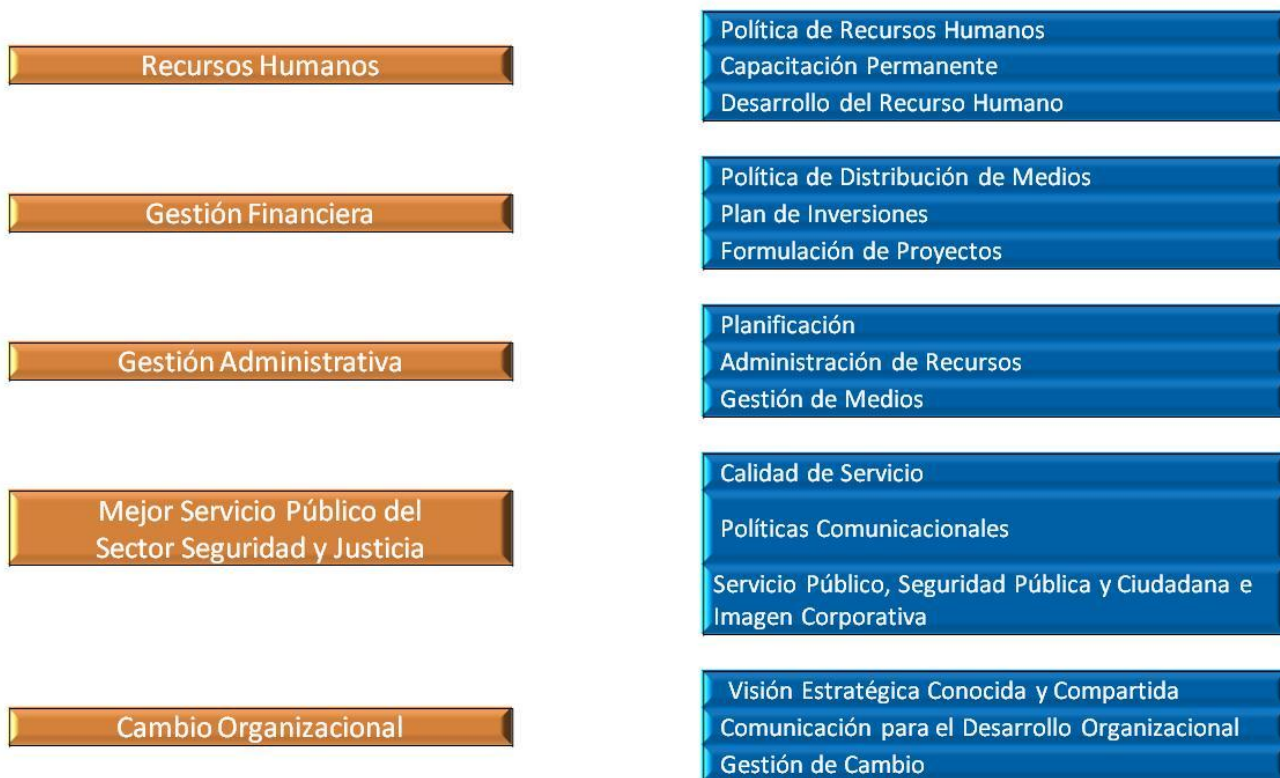 Recursos Humanos
Política de Recursos Humanos
Capacitación Permanente
Desarrollo del Recurso Humano
Gestión Financiera
Política de Distribución de Medios
Plan de Inversiones
Formulación de Proyectos
Gestión Administrativa
Planificación
Administración de Recursos
Gestión de Medios
Mejor Servicio Público del
Sector Seguridad y Justicia
Calidad de Servicio
Políticas Comunicacionales
Servicio Público, Seguridad Pública y Ciudadana e
Imagen Corporativa
Cambio Organizacional
Visión Estratégica Conocida y Compartida
Comunicación para el Desarrollo Organizacional
Gestión de Cambio